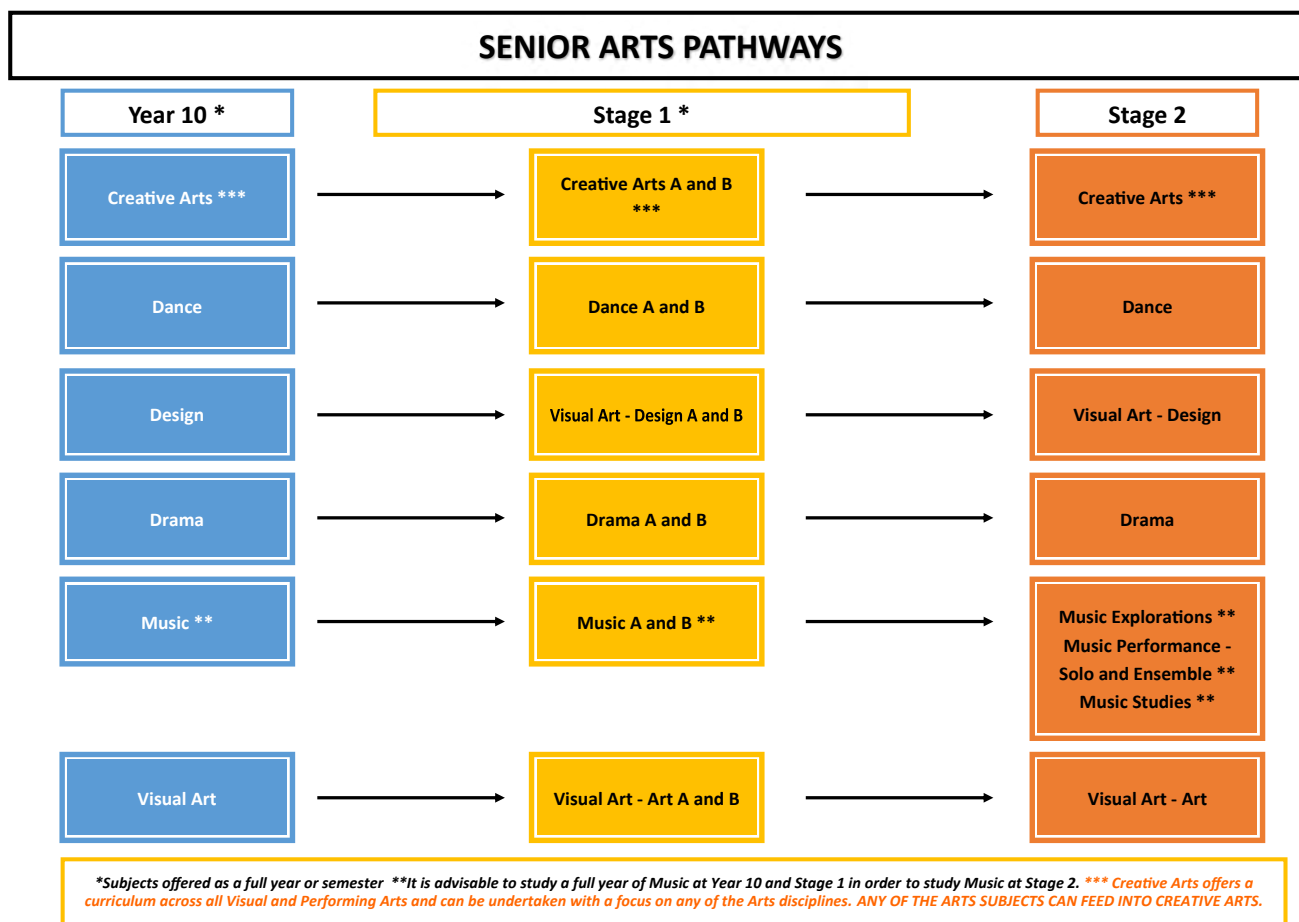 SENIOR ARTS PATHWAYS
Year 10 *
Stage 1 *
Stage 2
Creative Arts ***
Creative Arts A and B
***
Creative Arts ***
Dance
Dance A and B
Dance
Design
Visual Art - Design A and B
Visual Art - Design
Drama
Drama A and B
Drama
Music **
Music A and B **
Music Explorations **
Music Performance -
Solo and Ensemble **
Music Studies **
Visual Art
Visual Art - Art A and B
Visual Art - Art
*Subjects offered as a full year or semester **It is advisable to study a full year of Music at Year 10 and Stage 1 in order to study Music at Stage 2. *** Creative Arts offers a
curriculum across all Visual and Performing Arts and can be undertaken with a focus on any of the Arts disciplines. ANY OF THE ARTS SUBJECTS CAN FEED INTO CREATIVE ARTS.